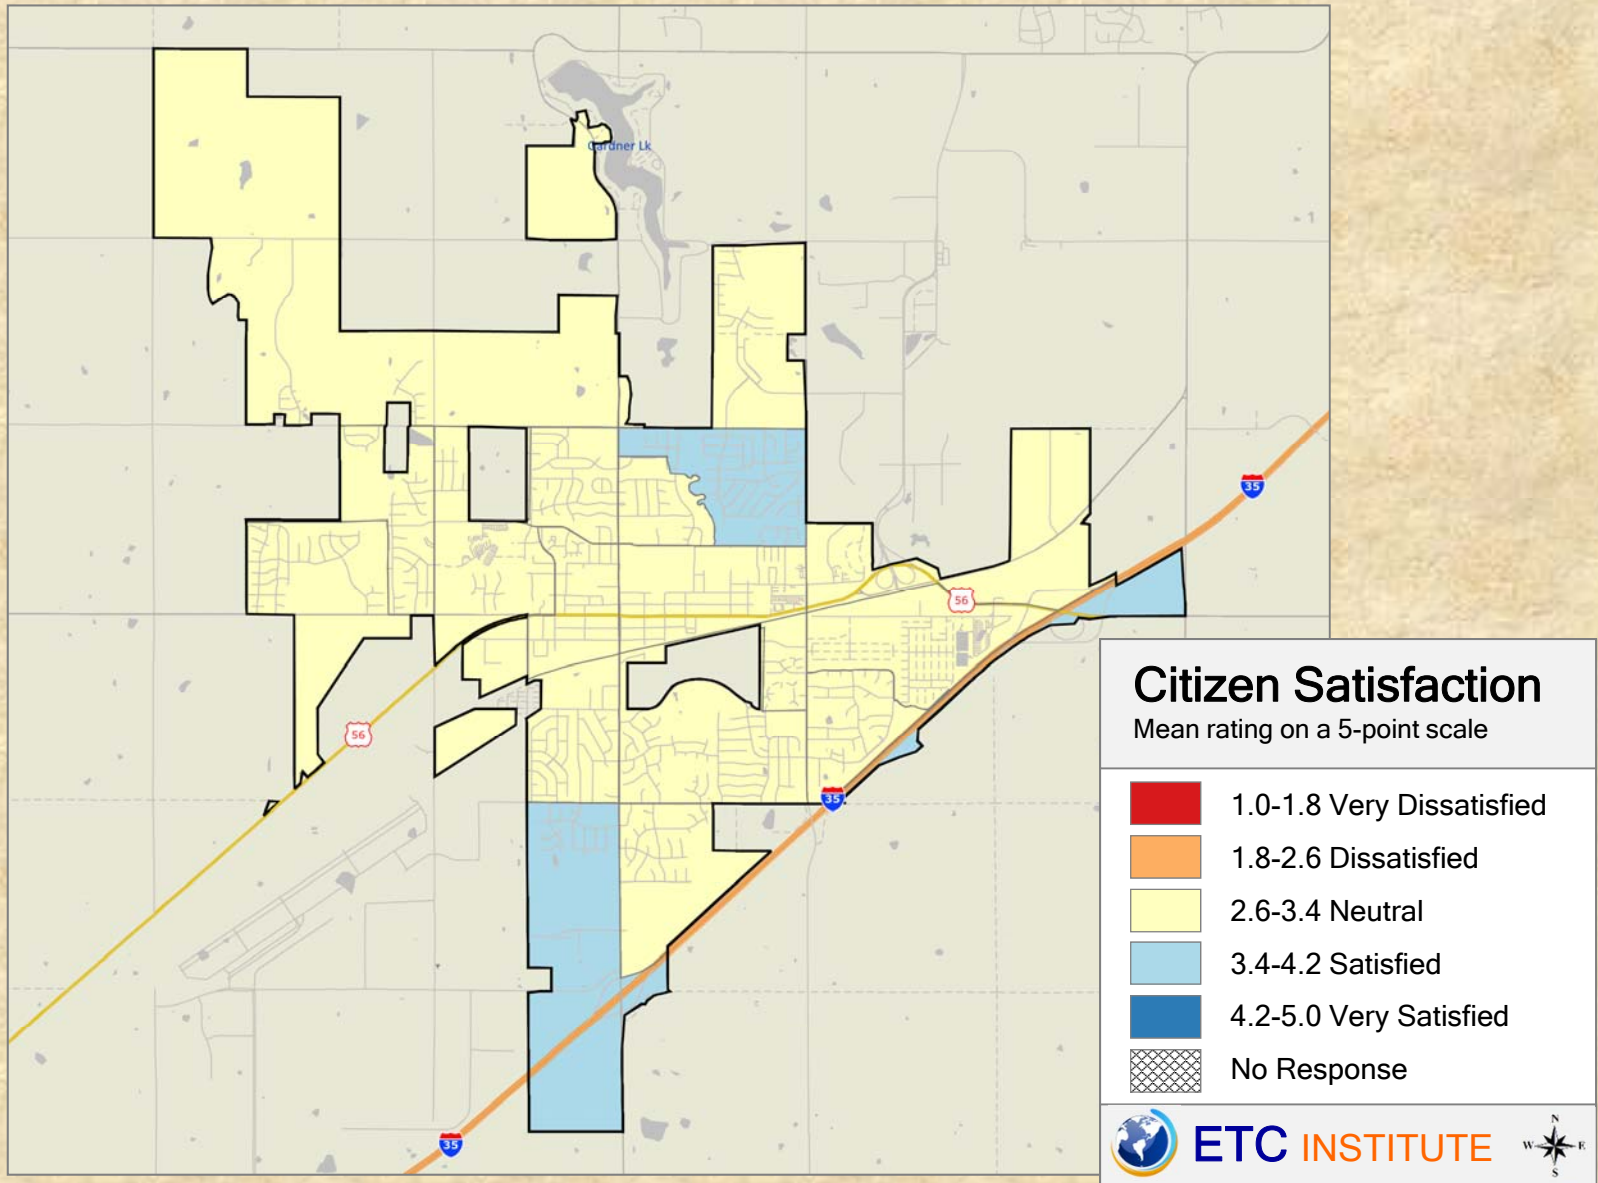 Gardner Lk
35
56
56
35
35
Citizen Satisfaction
Mean rating on a 5-point scale
1.0-1.8 Very Dissatisfied
1.8-2.6 Dissatisfied
2.6-3.4 Neutral
3.4-4.2 Satisfied
4.2-5.0 Very Satisfied
No Response
ETC INSTITUTE
N
W E
S